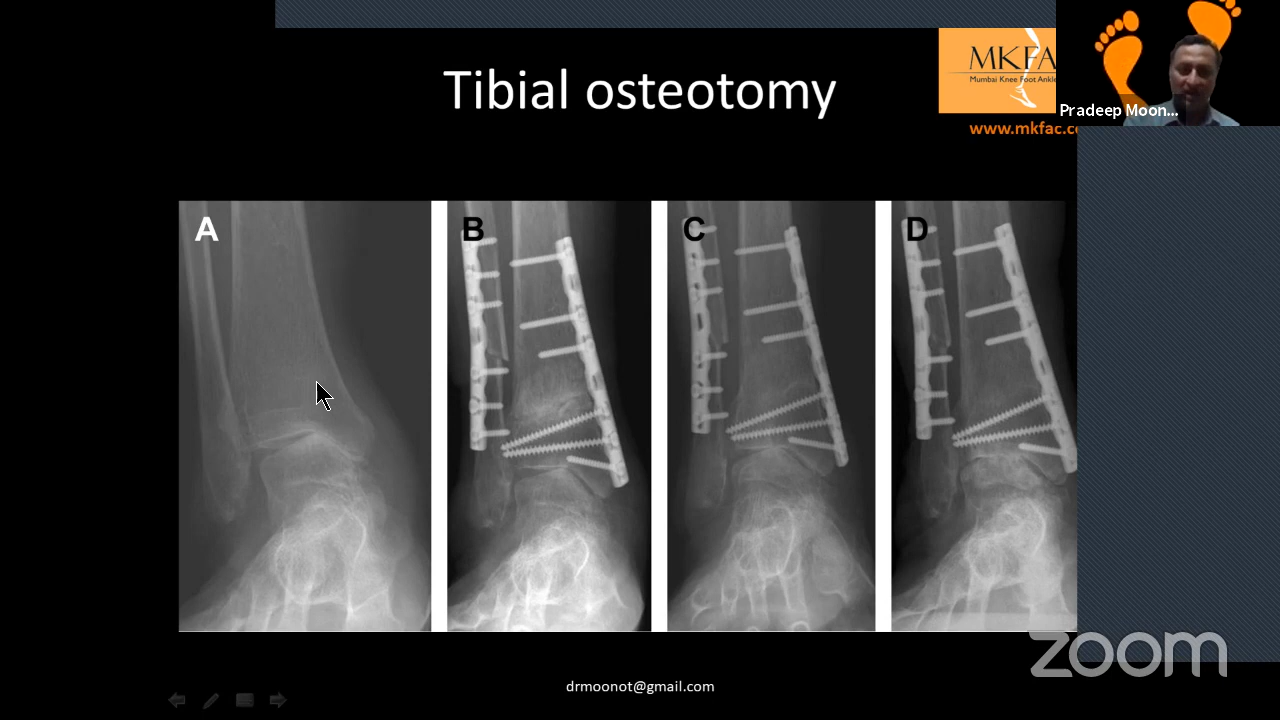 Tibial osteotomy
MKFA
Mumbai Knee Foot Ankle
www.mkfac.c
Pradeep Moon...
A
B
C
D
drmoonot@gmail.com
zoom